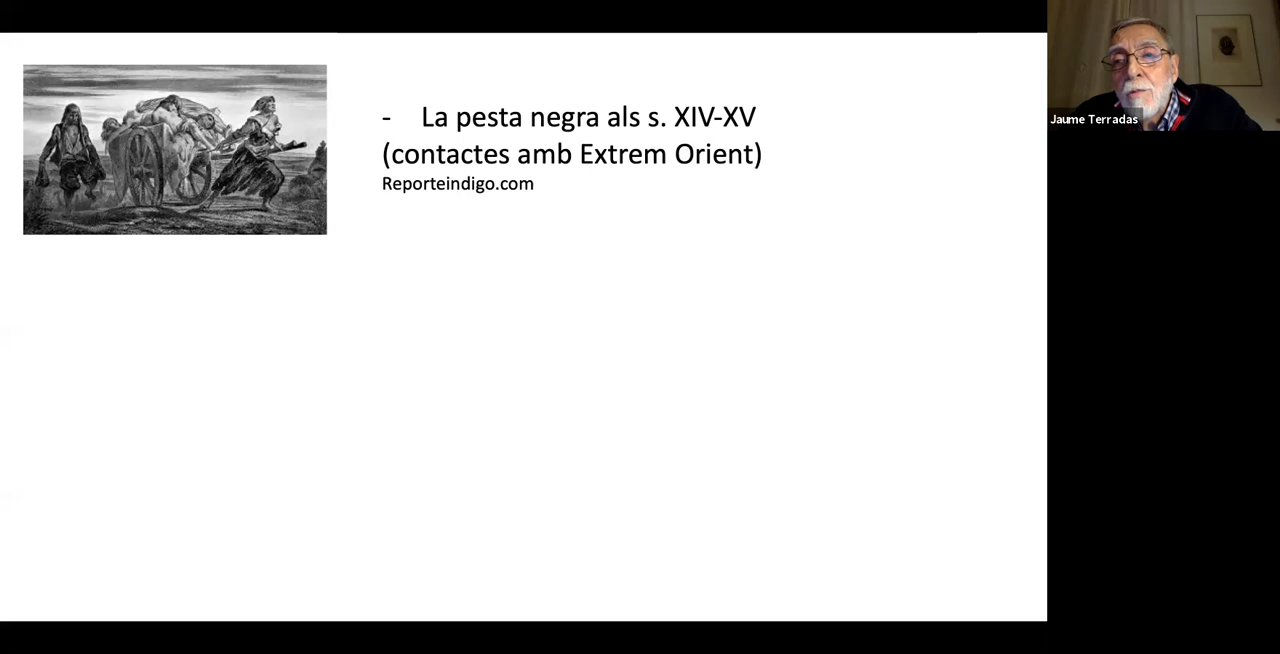 - La pesta negra als s. XIV-XV
(contactes amb Extrem Orient)
Reporteindigo.com
Jaume Terradas